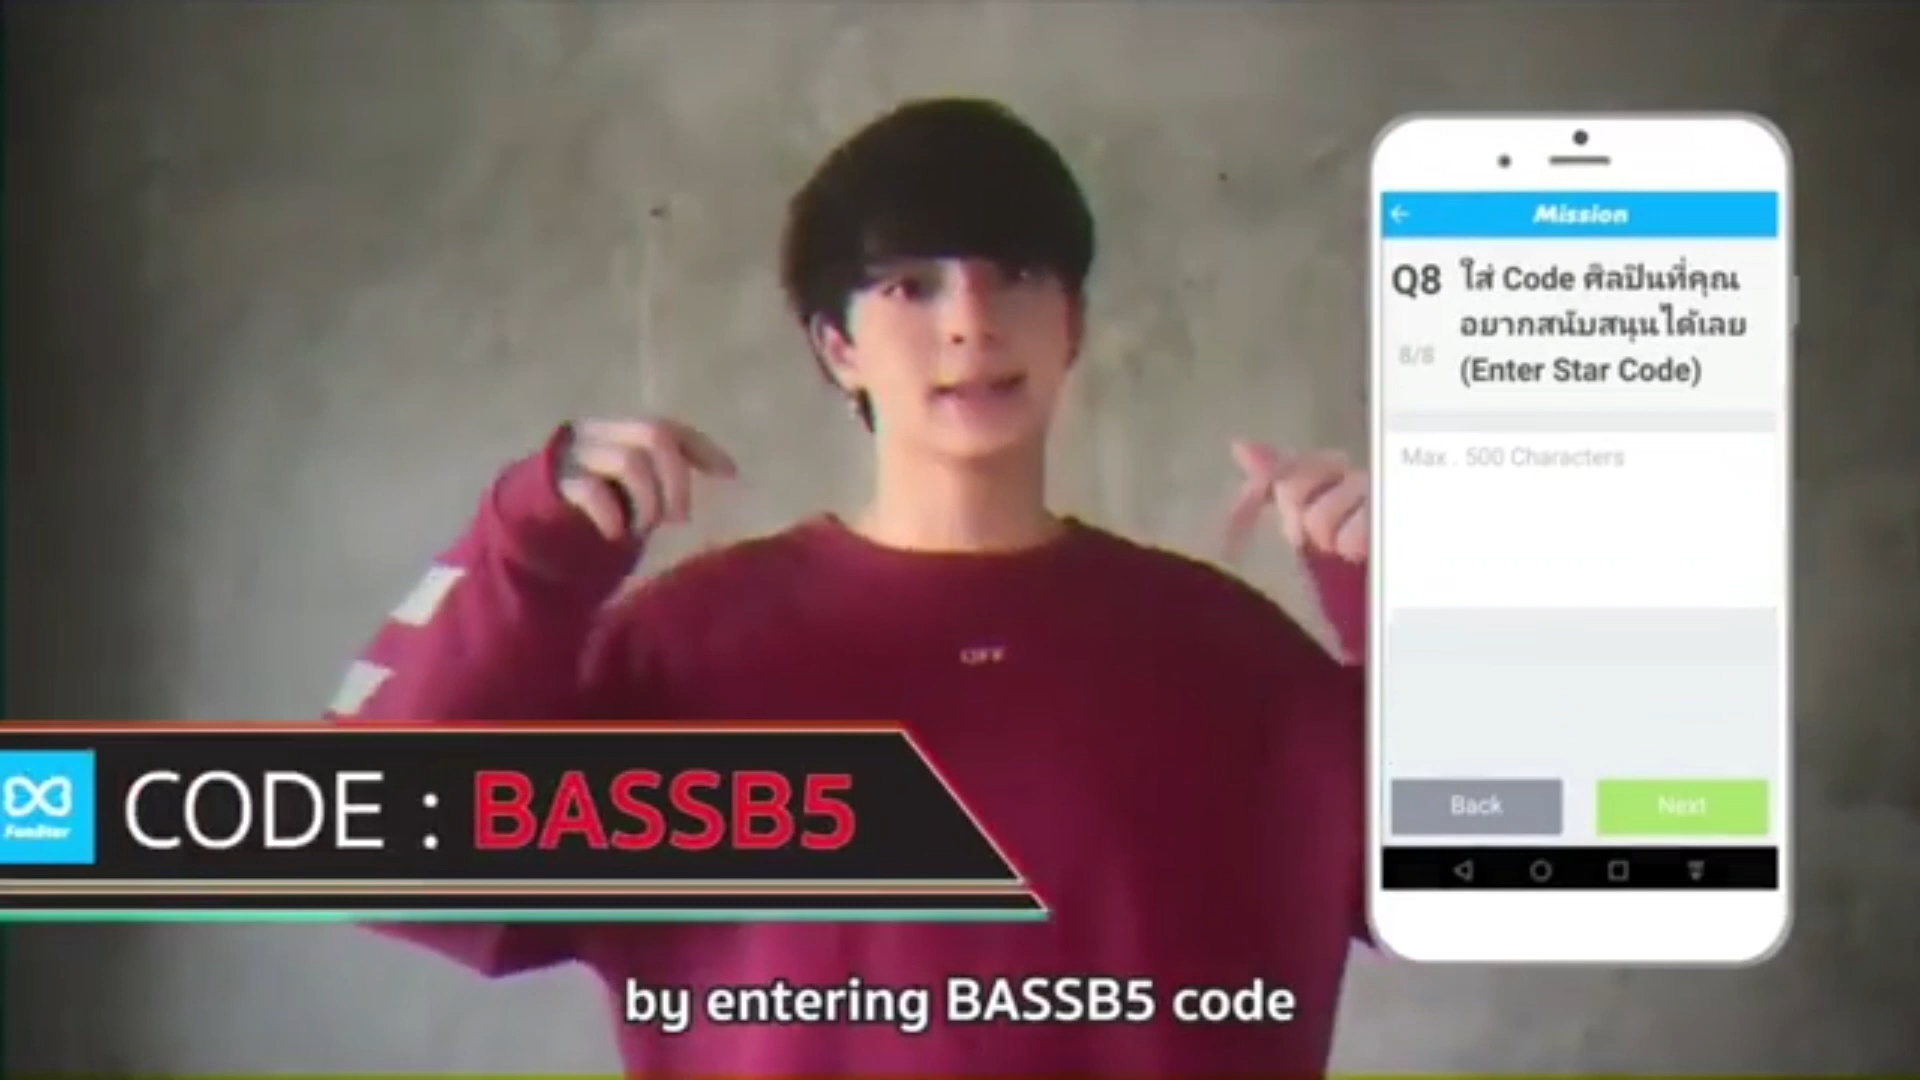 Mission
Q8 ใส่ Code ศิลปินที่คุณ
อยากสนับสนุนได้เลย
8/8
(Enter Star Code)
Max . 500 Characters
Back
Next
OFF
FanStar
CODE : BASSB5
by entering BASSB5 code